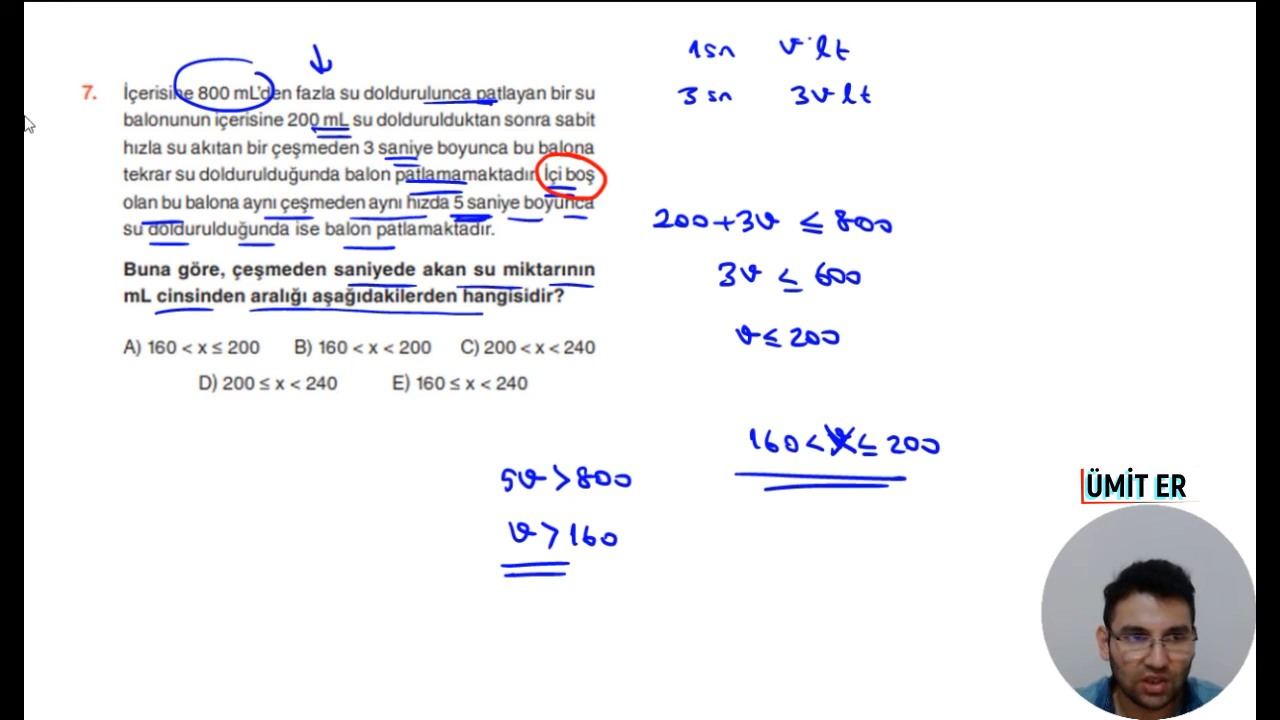 7. İçerisine 800 mL'den fazla su doldurulunca patlayan bir su
balonunun içerisine 200 mL su doldurulduktan sonra sabit
hızla su akıtan bir çeşmeden 3 saniye boyunca bu balona
tekrar su doldurulduğunda balon patlamamaktadır. İçi boş
olan bu balona aynı çeşmeden aynı hızda 5 saniye boyunca
su doldurulduğunda ise balon patlamaktadır.
Buna göre, çeşmeden saniyede akan su miktarının
mL cinsinden aralığı aşağıdakilerden hangisidir?
A) 160 < x ≤ 200 B) 160 < x < 200 C) 200 < x < 240
D) 200 ≤ x < 240 E) 160 ≤ x < 240
1sn v lt
3sn 3v lt
200+3v ≤ 800
3v ≤ 600
v ≤ 200
160 < x ≤ 200
5v > 800
v > 160
ÜMİT ER